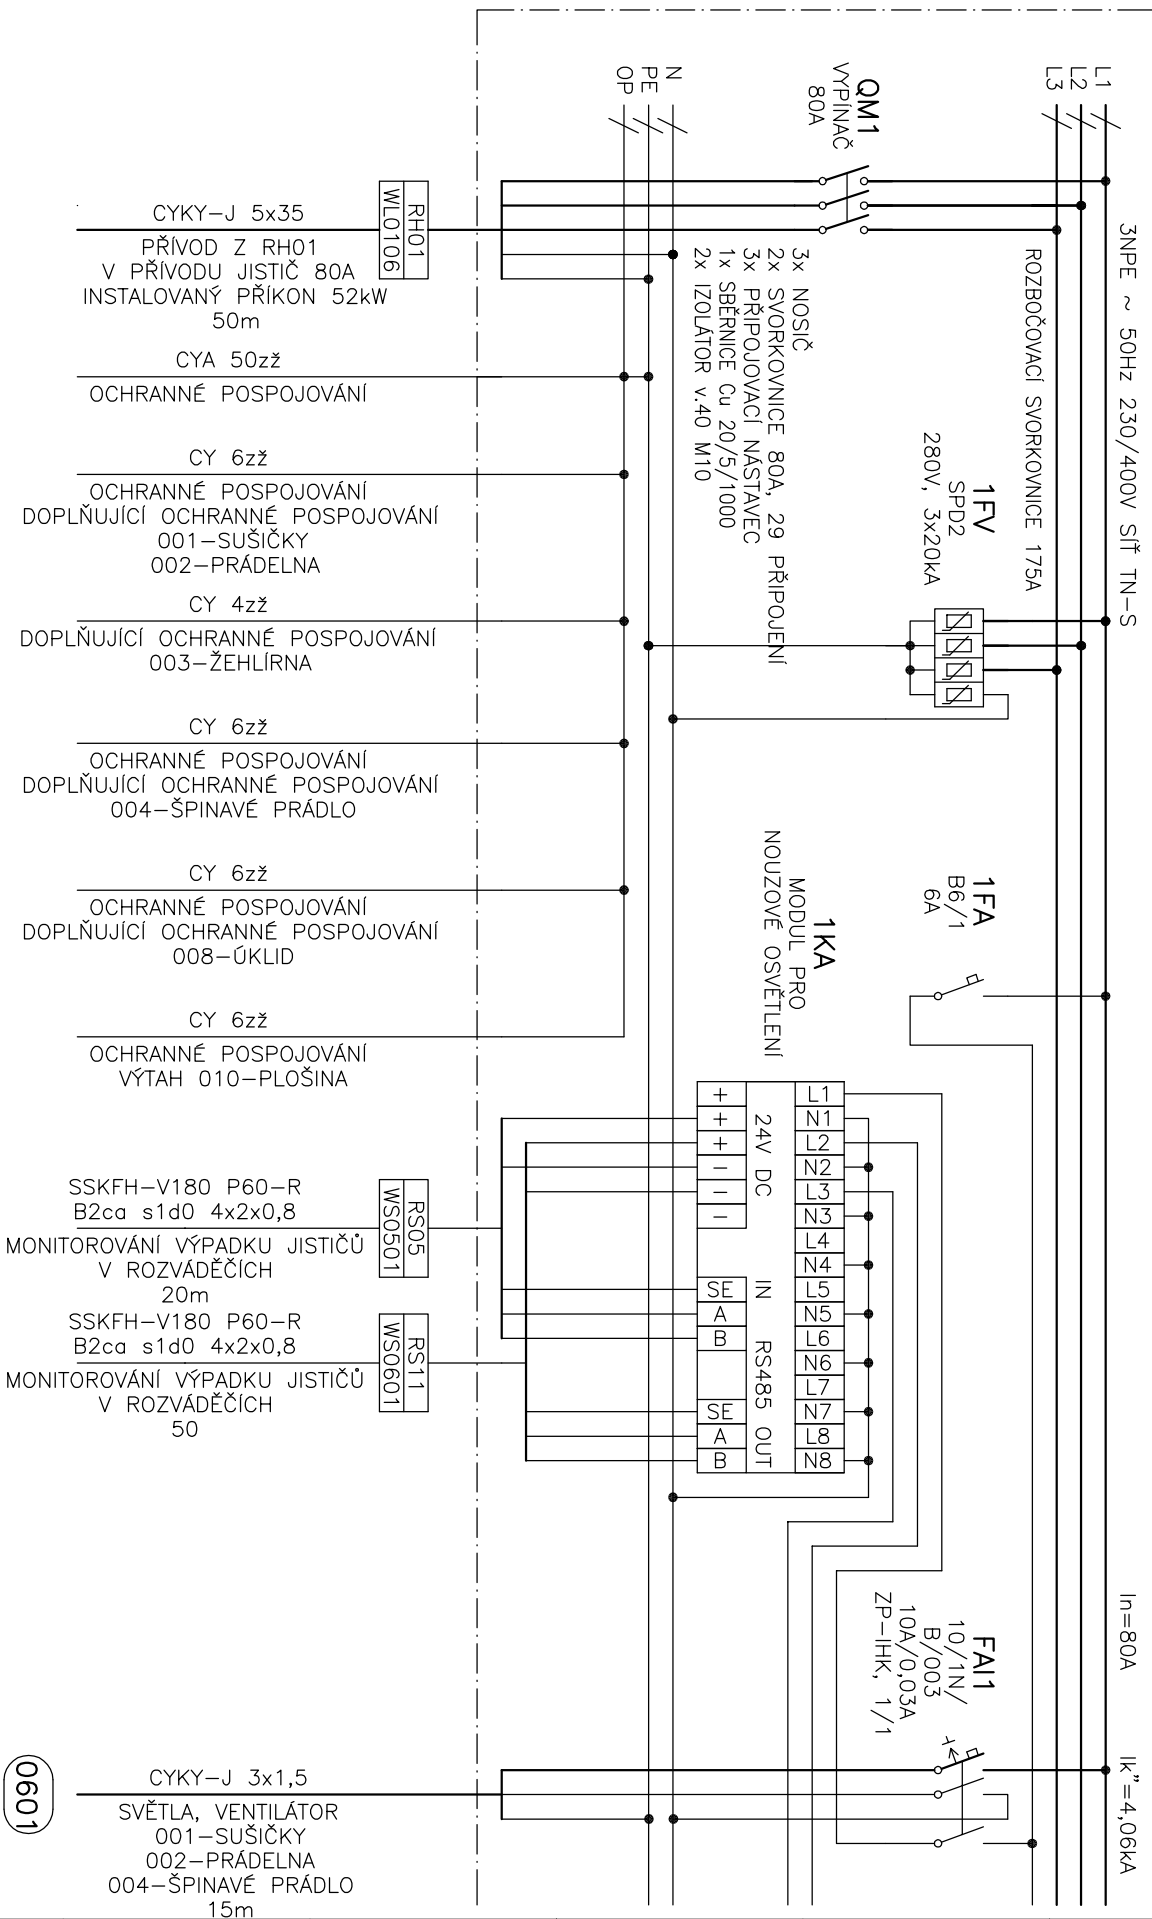 L1
L2
L3
N
PE
OP
3NPE ~ 50Hz 230/400V SÍŤ TN-S
In=80A
Ik"=4,06kA
ROZBOČOVACÍ SVORKOVNICE 175A
QM1
VYPÍNAČ
80A
3x NOSIČ
2x SVORKOVNICE 80A, 29 PŘIPOJENÍ
3x PŘIPOJOVACÍ NÁSTAVEC
1x SBĚRNICE Cu 20/5/1000
2x IZOLÁTOR v.40 M10
1FV
SPD2
280V, 3x20kA
1FA
B6/1
6A
1KA
MODUL PRO
NOUZOVÉ OSVĚTLENÍ
L1
N1
L2
N2
L3
N3
L4
N4
L5
N5
L6
N6
L7
N7
L8
N8
24V DC
IN RS485 OUT
+
+
+
-
-
-
SE
A
B
SE
A
B
FAI1
10/1N/
B/003
10A/0,03A
ZP-IHK, 1/1
RH01
WL0106
CYKY-J 5x35
PŘÍVOD Z RH01
V PŘÍVODU JISTIČ 80A
INSTALOVANÝ PŘÍKON 52kW
50m
CYA 50zž
OCHRANNÉ POSPOJOVÁNÍ
CY 6zž
OCHRANNÉ POSPOJOVÁNÍ
DOPLŇUJÍCÍ OCHRANNÉ POSPOJOVÁNÍ
001-SUŠIČKY
002-PRÁDELNA
CY 4zž
DOPLŇUJÍCÍ OCHRANNÉ POSPOJOVÁNÍ
003-ŽEHLÍRNA
CY 6zž
OCHRANNÉ POSPOJOVÁNÍ
DOPLŇUJÍCÍ OCHRANNÉ POSPOJOVÁNÍ
004-ŠPINAVÉ PRÁDLO
CY 6zž
OCHRANNÉ POSPOJOVÁNÍ
DOPLŇUJÍCÍ OCHRANNÉ POSPOJOVÁNÍ
008-ÚKLID
CY 6zž
OCHRANNÉ POSPOJOVÁNÍ
VÝTAH 010-PLOŠINA
RS05
WS0501
SSKFH-V180 P60-R
B2ca s1d0 4x2x0,8
MONITOROVÁNÍ VÝPADKU JISTIČŮ
V ROZVÁDĚČÍCH
20m
RS11
WS0601
SSKFH-V180 P60-R
B2ca s1d0 4x2x0,8
MONITOROVÁNÍ VÝPADKU JISTIČŮ
V ROZVÁDĚČÍCH
50
0601
CYKY-J 3x1,5
SVĚTLA, VENTILÁTOR
001-SUŠIČKY
002-PRÁDELNA
004-ŠPINAVÉ PRÁDLO
15m